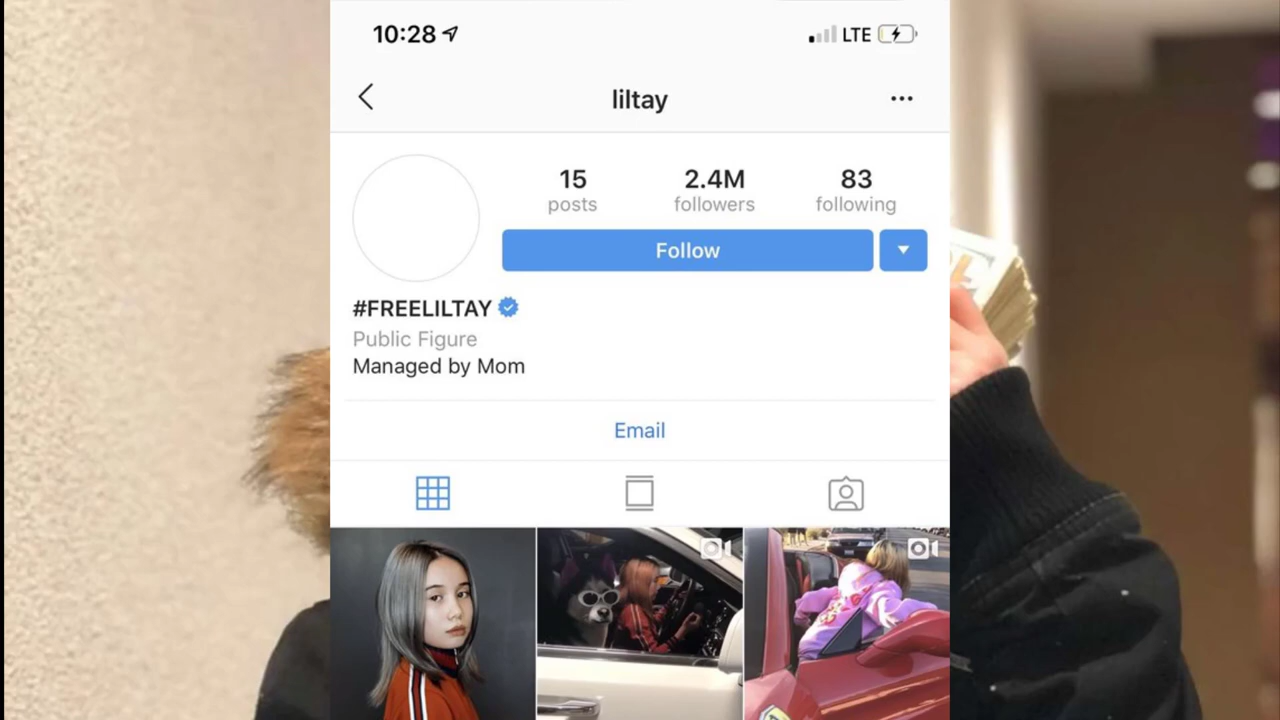 10:28 LTE
liltay
15 2.4M 83
posts followers following
Follow
#FREELILTAY
Public Figure
Managed by Mom
Email